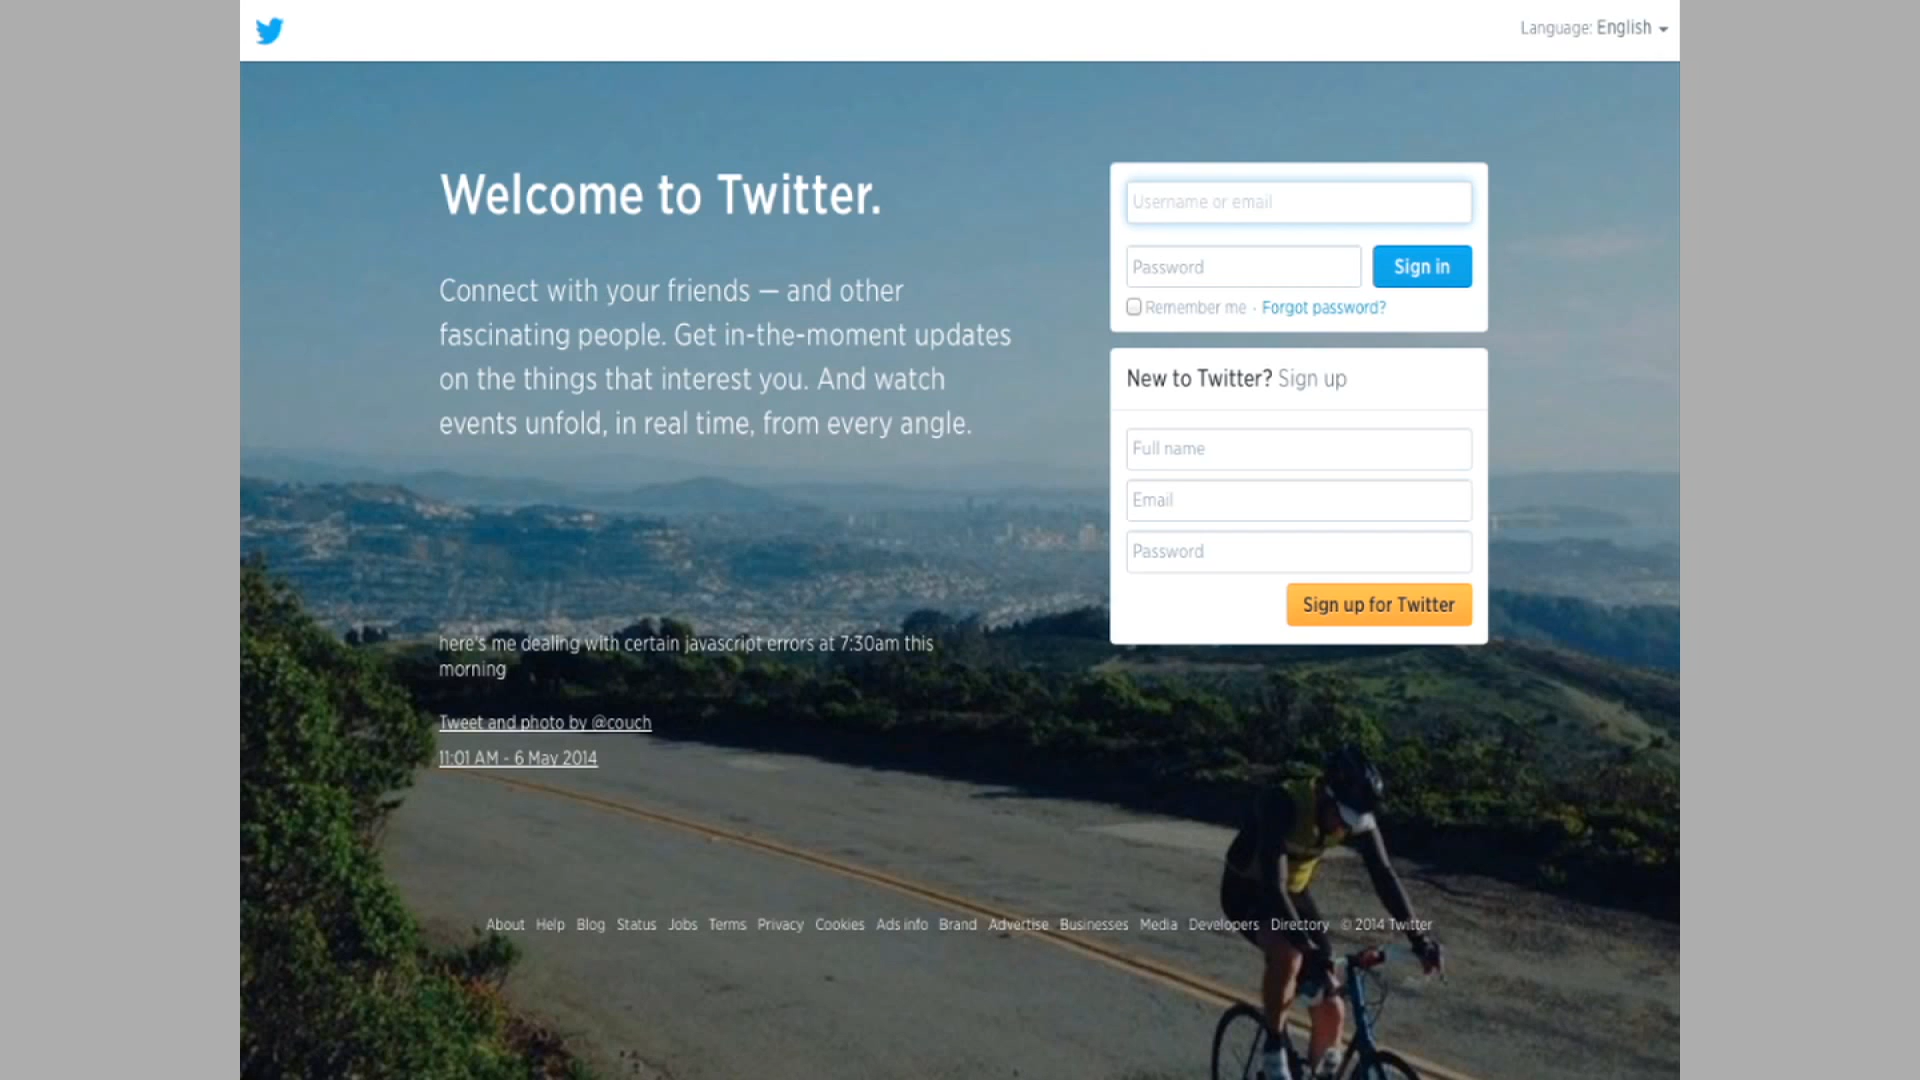 Language: English
Welcome to Twitter.
Connect with your friends — and other
fascinating people. Get in-the-moment updates
on the things that interest you. And watch
events unfold, in real time, from every angle.
Username or email
Password
Sign in
Remember me · Forgot password?
New to Twitter? Sign up
Full name
Email
Password
Sign up for Twitter
here's me dealing with certain javascript errors at 7:30am this
morning
Tweet and photo by @couch
11:01 AM - 6 May 2014
About Help Blog Status Jobs Terms Privacy Cookies Ads info Brand Advertise Businesses Media Developers Directory © 2014 Twitter